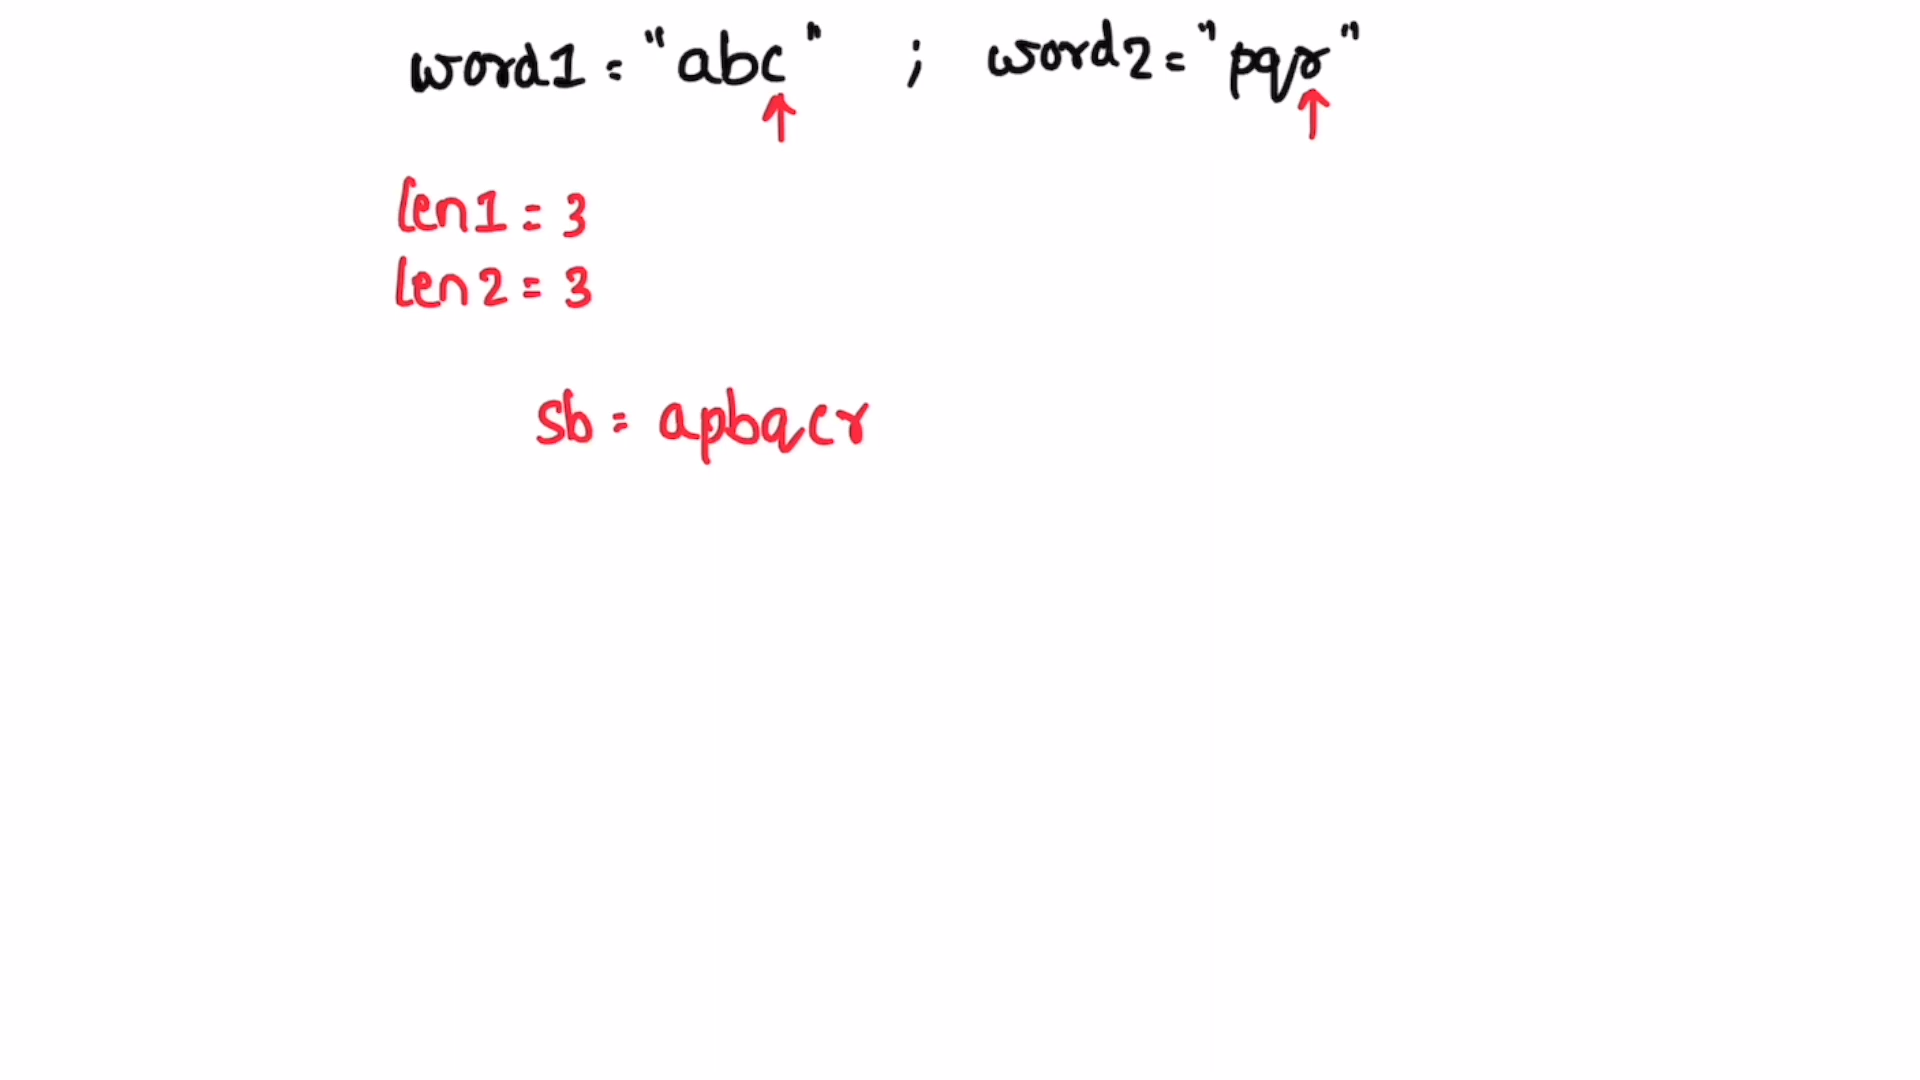 word1 = "abc" ; word2 = "pqr"
len1 = 3
len2 = 3
sb = apbqcr